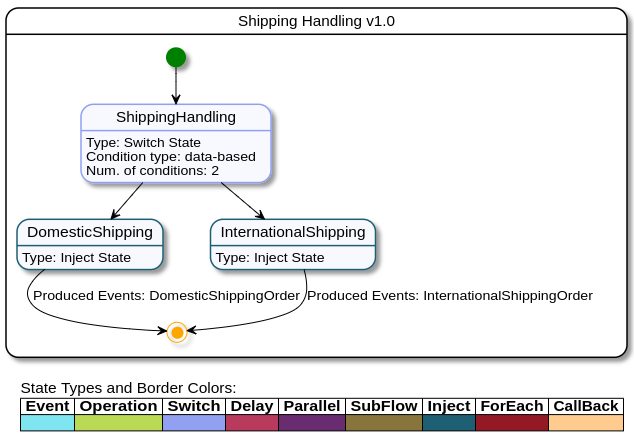 Shipping Handling v1.0
ShippingHandling
Type: Switch State
Condition type: data-based
Num. of conditions: 2
DomesticShipping
Type: Inject State
InternationalShipping
Type: Inject State
Produced Events: DomesticShippingOrder
Produced Events: InternationalShippingOrder
State Types and Border Colors:
Event Operation Switch Delay Parallel SubFlow Inject ForEach CallBack